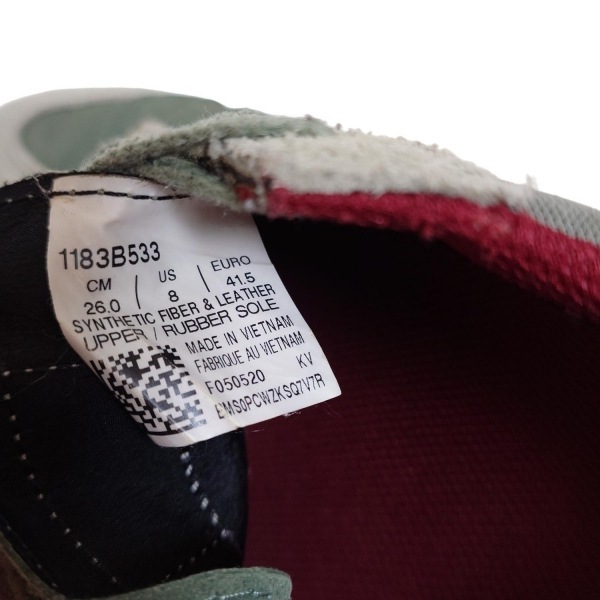 1183B533
CM / US / EURO
26.0 / 8 / 41.5
SYNTHETIC FIBER & LEATHER
UPPER / RUBBER SOLE
MADE IN VIETNAM
FABRIQUE AU VIETNAM
F050520 KV